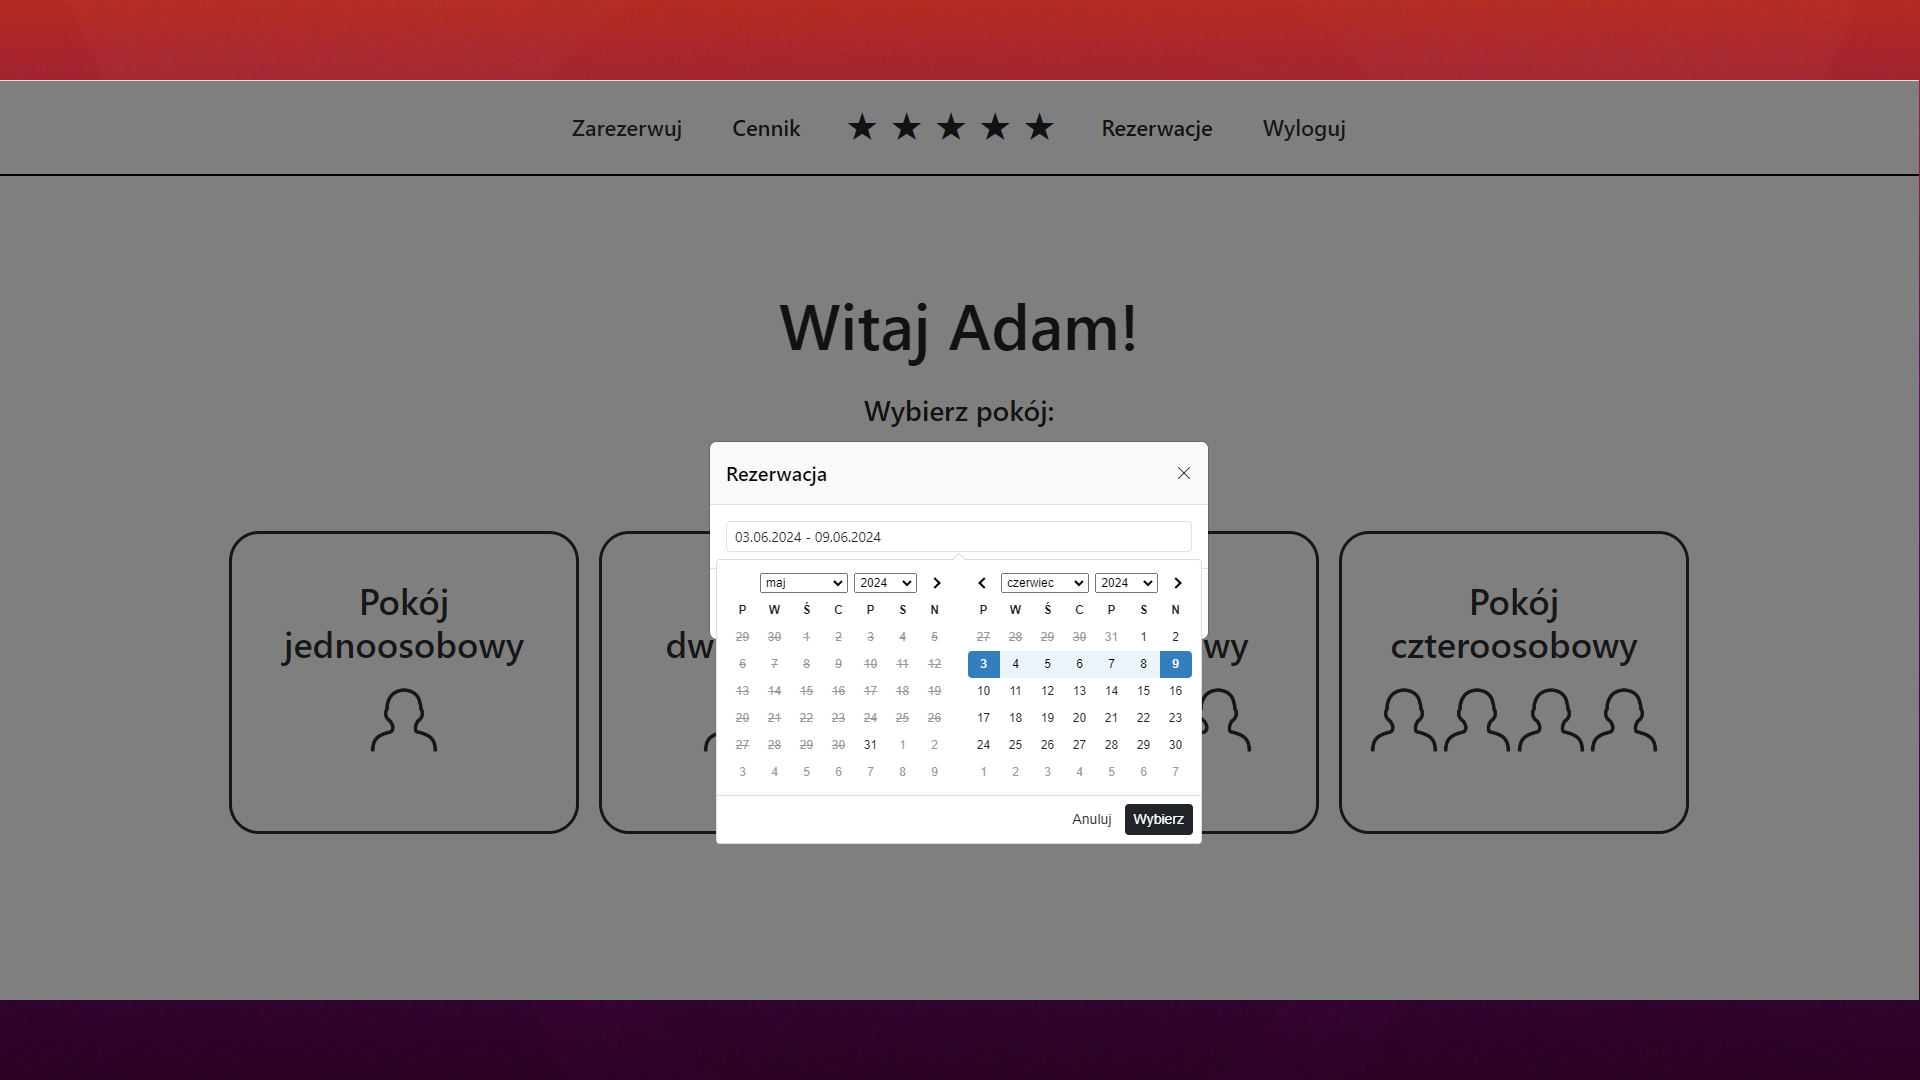 Zarezerwuj Cennik ★ ★ ★ ★ ★ Rezerwacje Wyloguj
Witaj Adam!
Wybierz pokój:
Rezerwacja
03.06.2024 - 09.06.2024
maj 2024
P W Ś C P S N
29 30 1 2 3 4 5
6 7 8 9 10 11 12
13 14 15 16 17 18 19
20 21 22 23 24 25 26
27 28 29 30 31 1 2
3 4 5 6 7 8 9
czerwiec 2024
P W Ś C P S N
27 28 29 30 31 1 2
3 4 5 6 7 8 9
10 11 12 13 14 15 16
17 18 19 20 21 22 23
24 25 26 27 28 29 30
1 2 3 4 5 6 7
Anuluj Wybierz
Pokój
jednoosobowy
dw
wy
Pokój
czteroosobowy